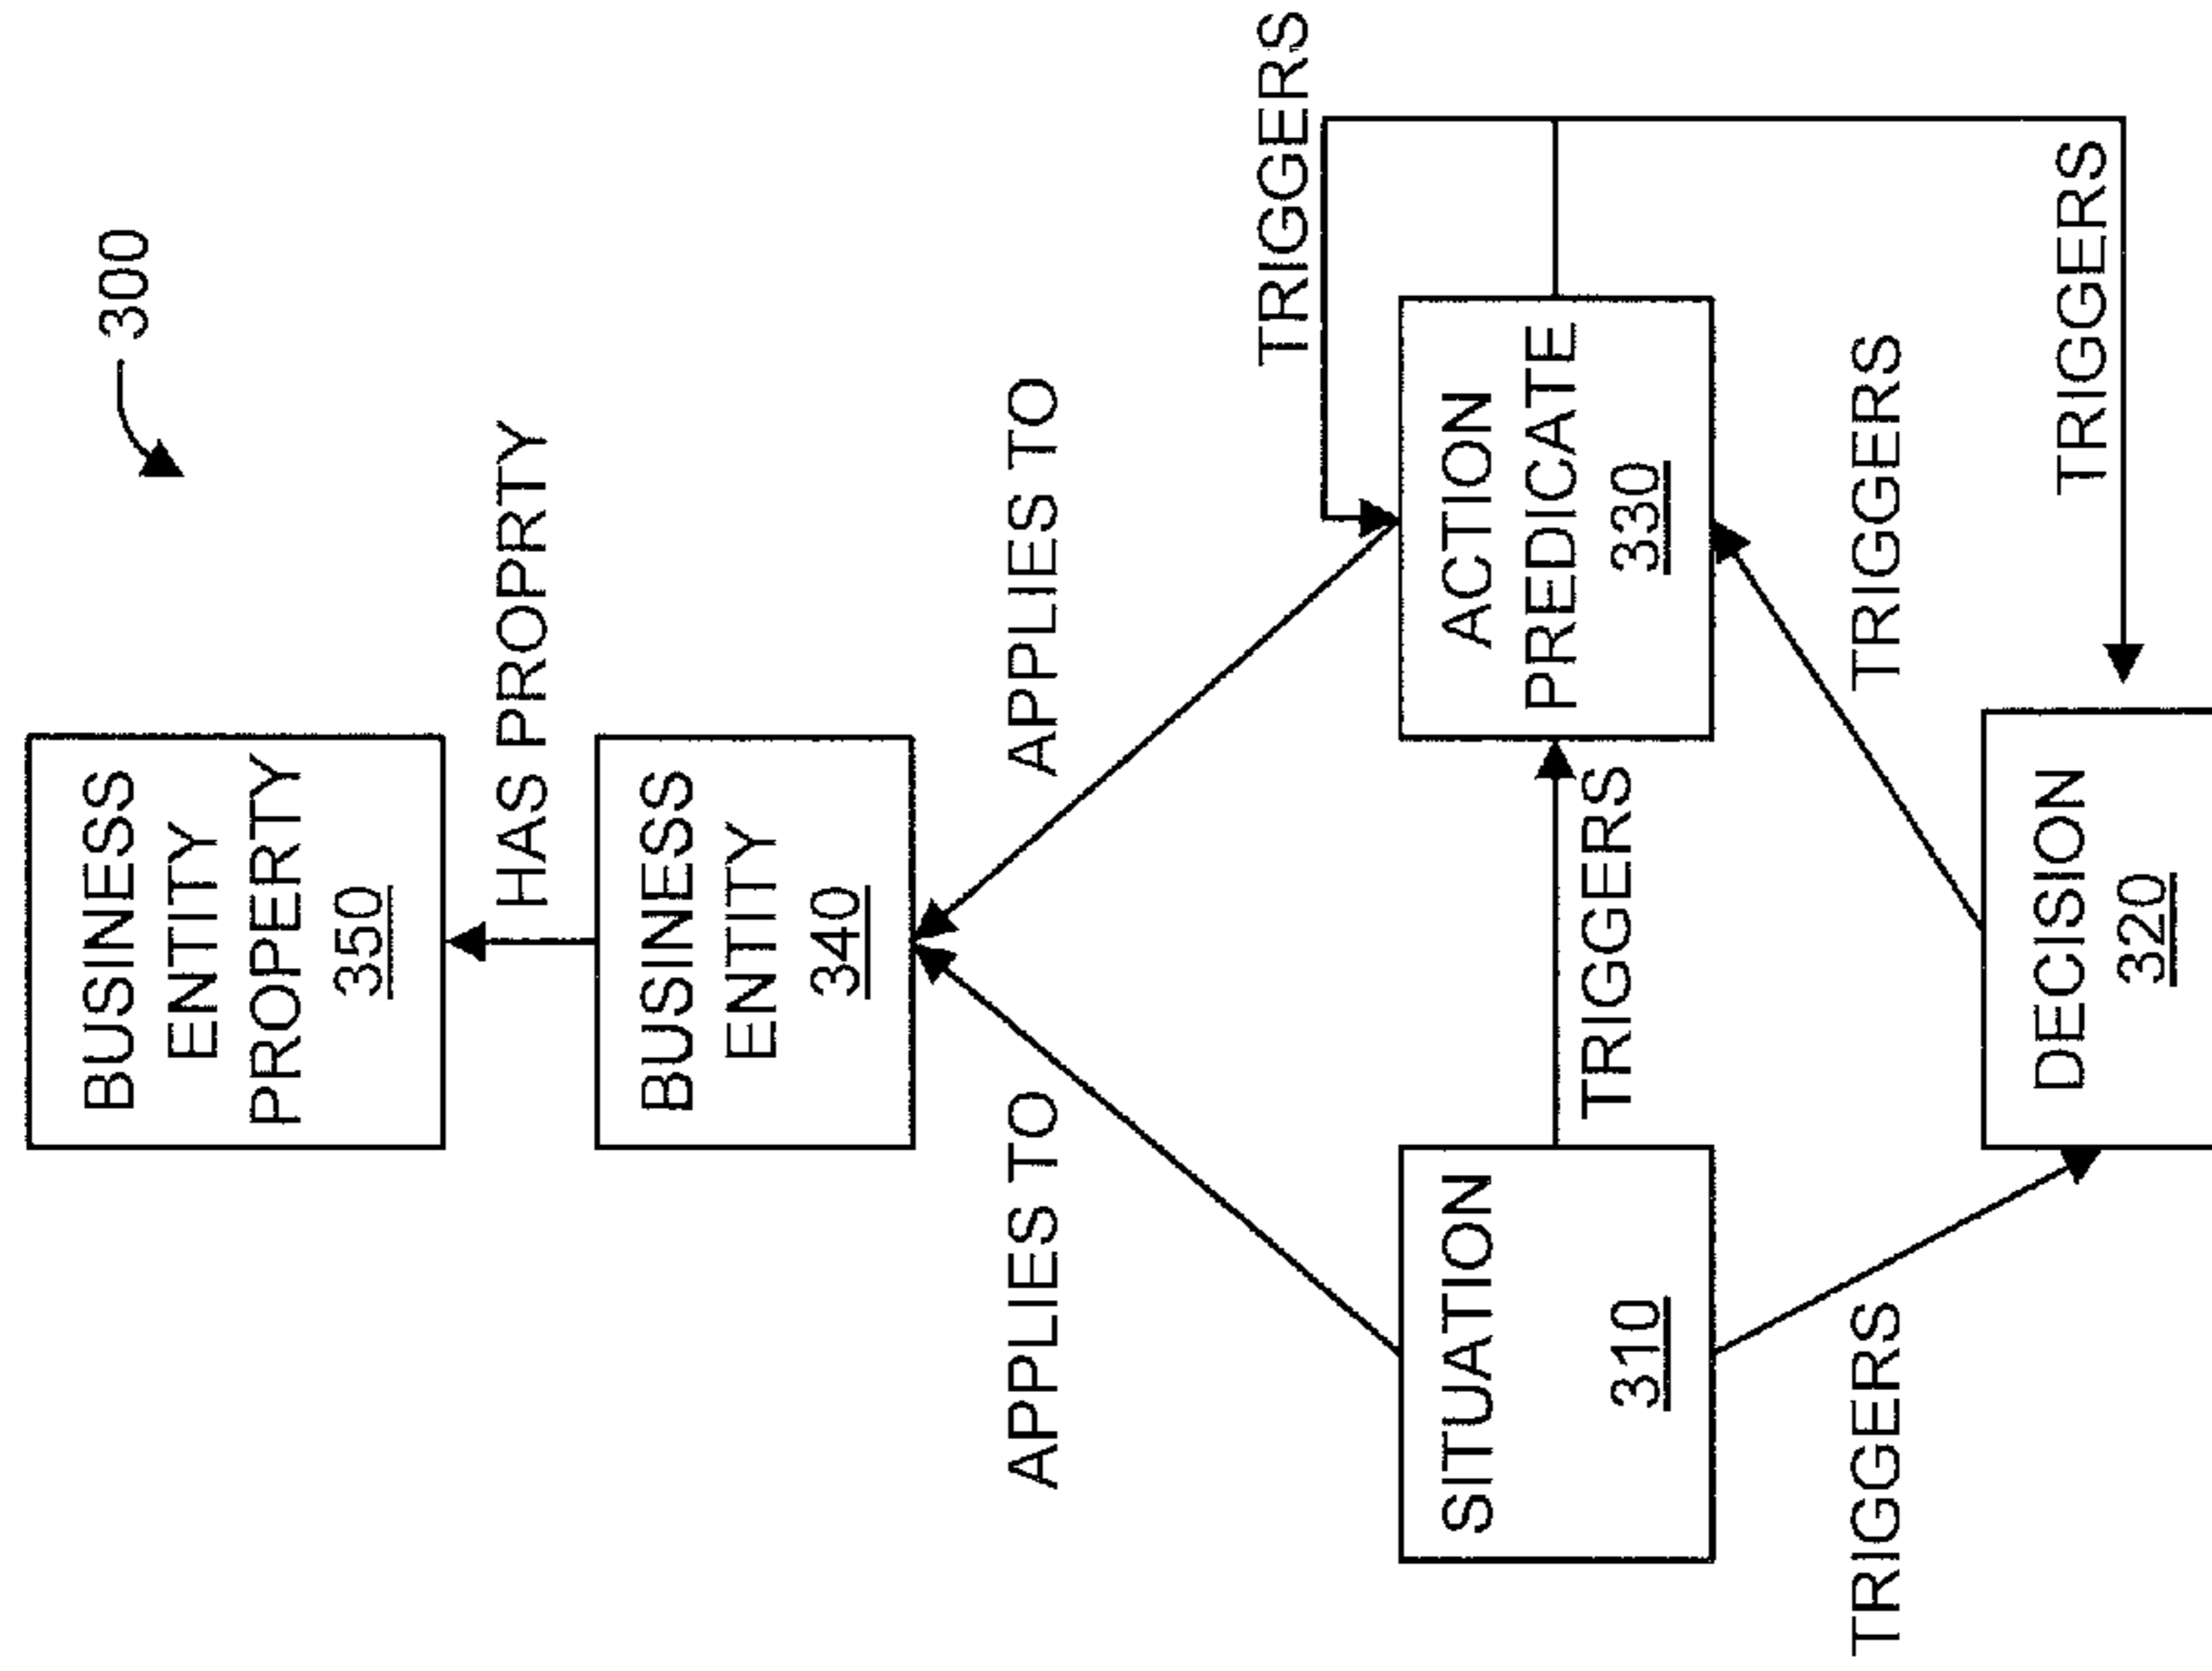 300
BUSINESS
ENTITY
PROPERTY
350
HAS PROPERTY
BUSINESS
ENTITY
340
APPLIES TO
APPLIES TO
TRIGGERS
SITUATION
310
TRIGGERS
ACTION
PREDICATE
330
TRIGGERS
TRIGGERS
DECISION
320
TRIGGERS